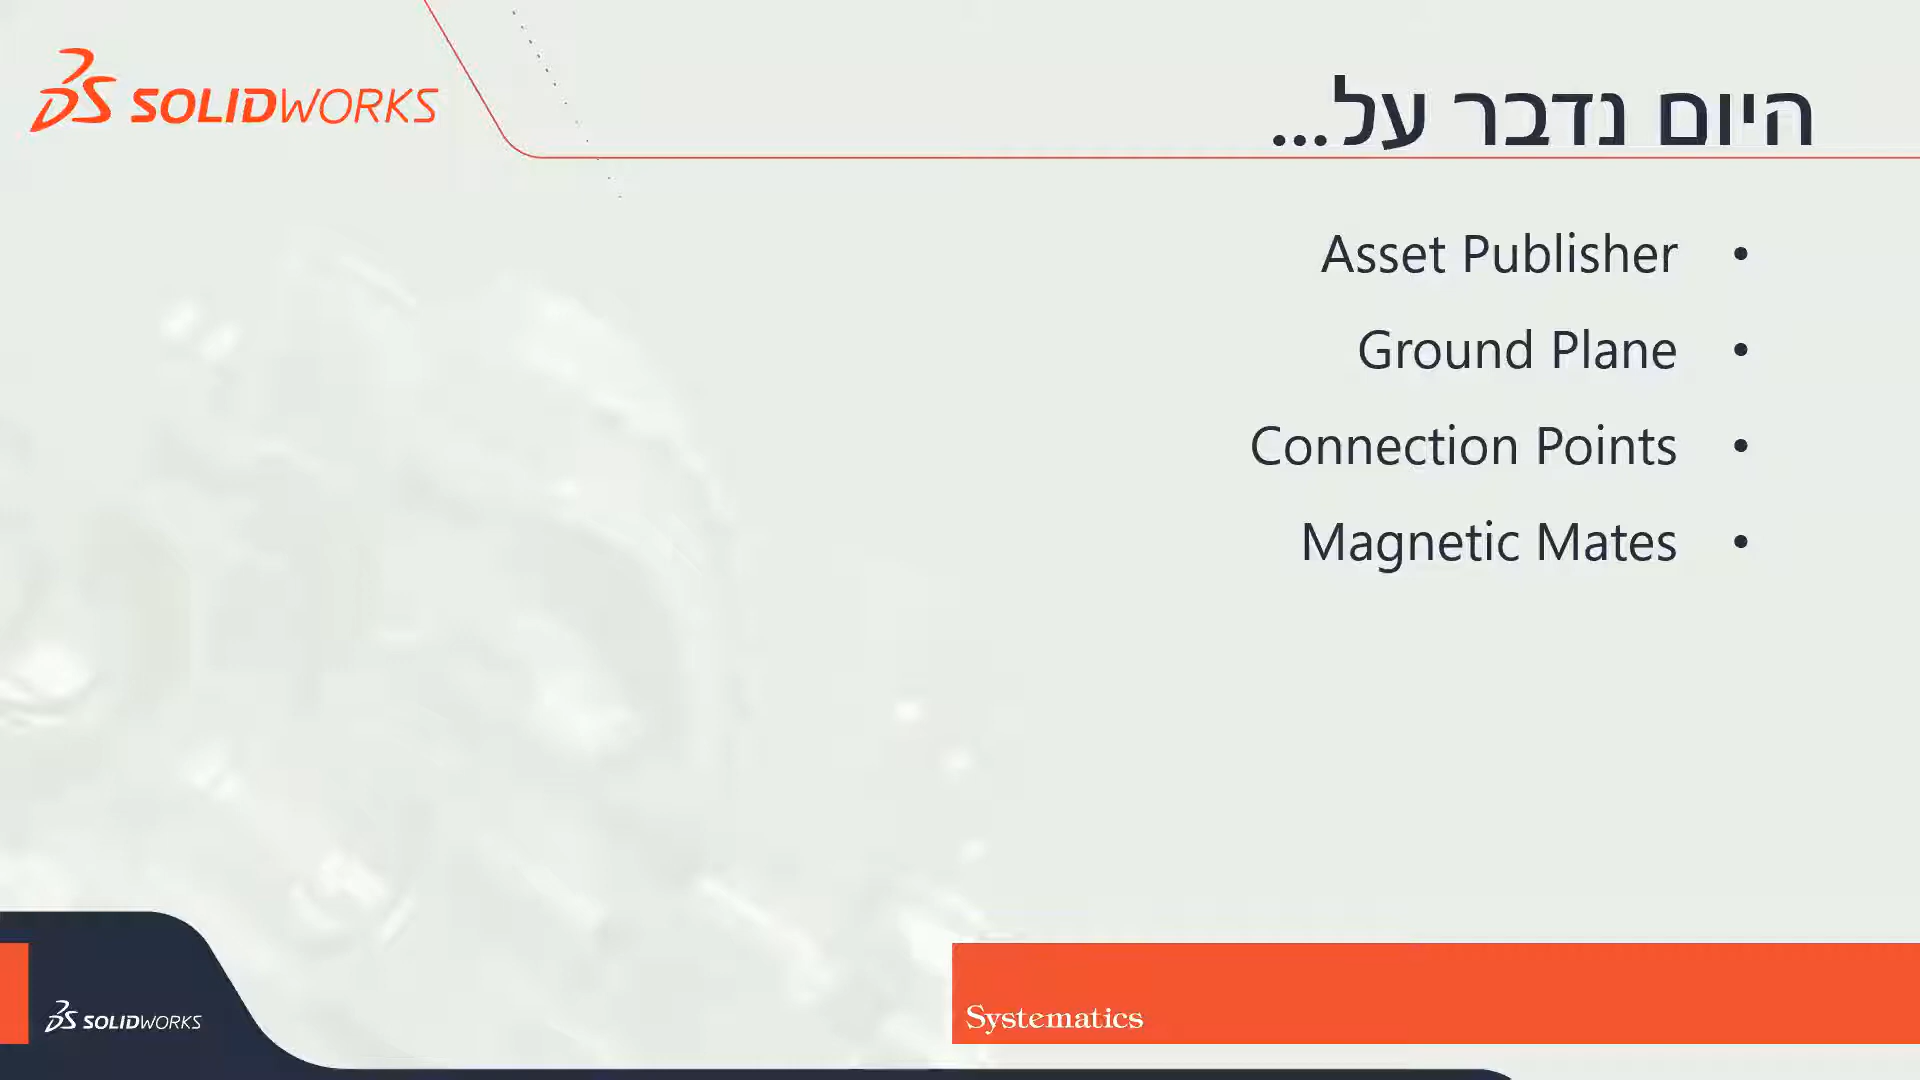 SOLIDWORKS
היום נדבר על...
• Asset Publisher
• Ground Plane
• Connection Points
• Magnetic Mates
SOLIDWORKS
Systematics